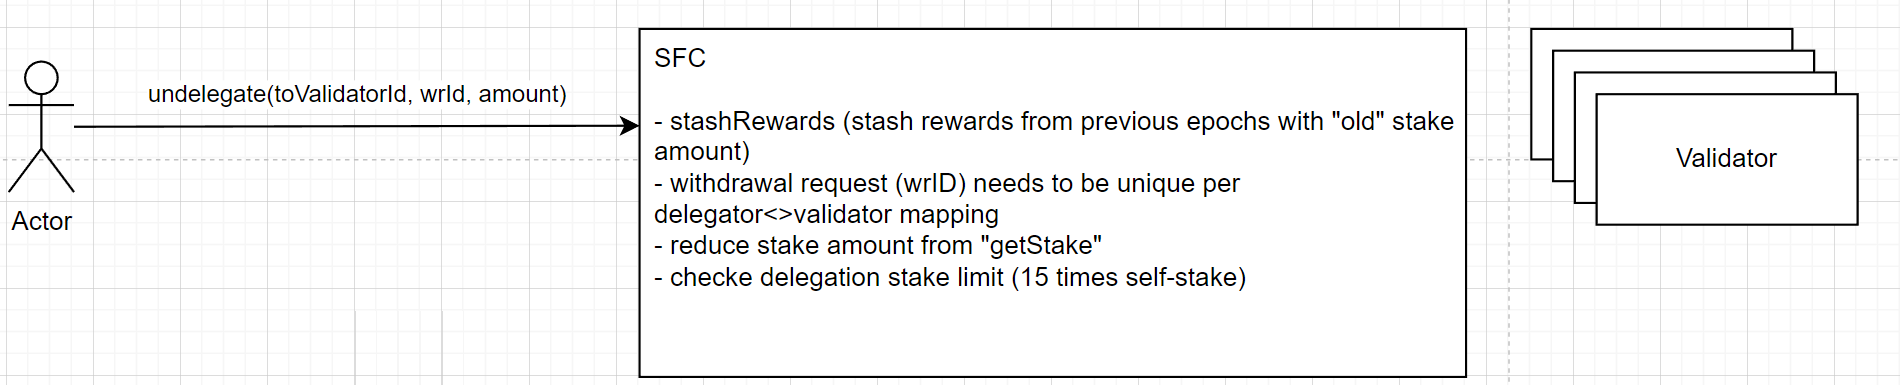 undelegate(toValidatorId, wrId, amount)
Actor
SFC
- stashRewards (stash rewards from previous epochs with "old" stake
amount)
- withdrawal request (wrID) needs to be unique per
delegator<>validator mapping
- reduce stake amount from "getStake"
- checke delegation stake limit (15 times self-stake)
Validator